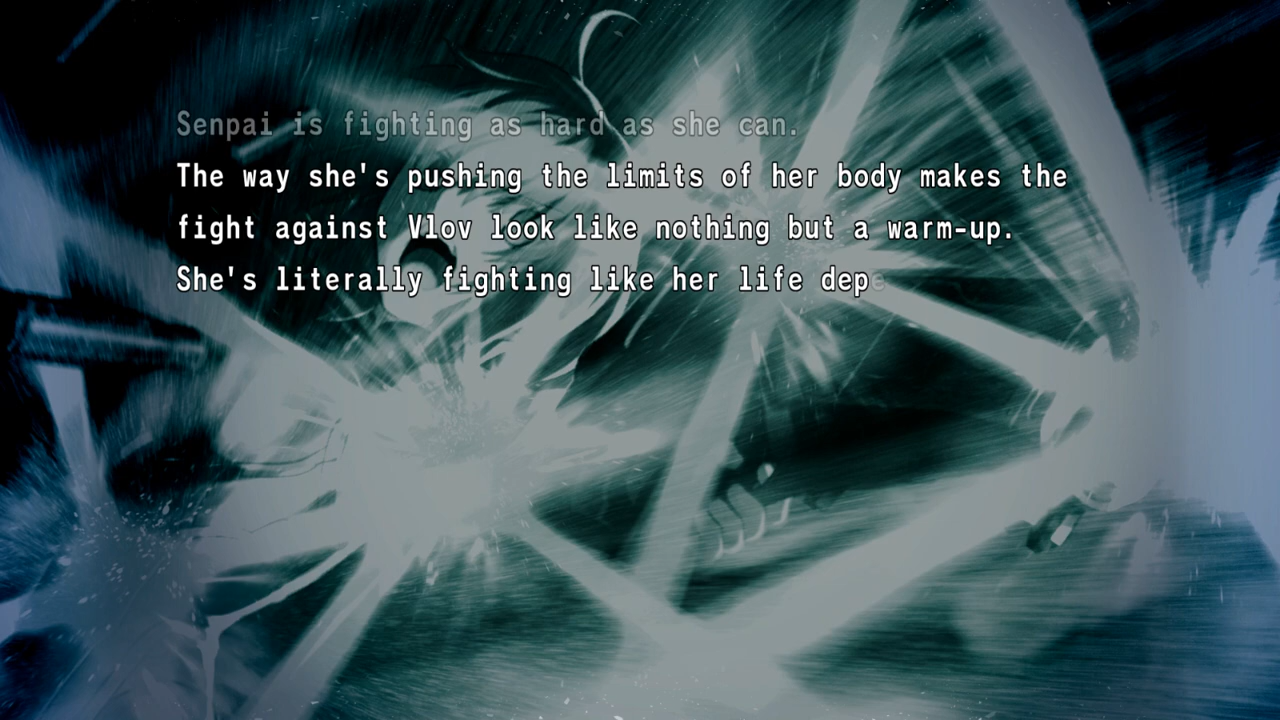 Senpai is fighting as hard as she can.
The way she's pushing the limits of her body makes the
fight against Vlov look like nothing but a warm-up.
She's literally fighting like her life depe